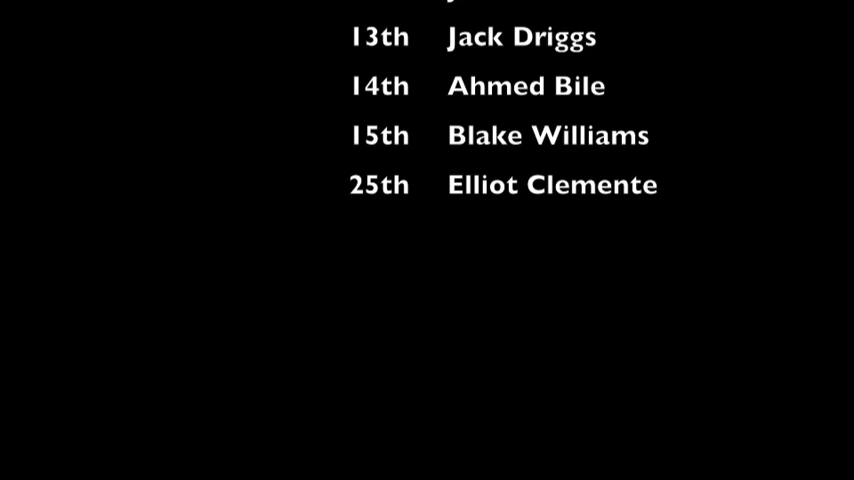 13th Jack Driggs
14th Ahmed Bile
15th Blake Williams
25th Elliot Clemente